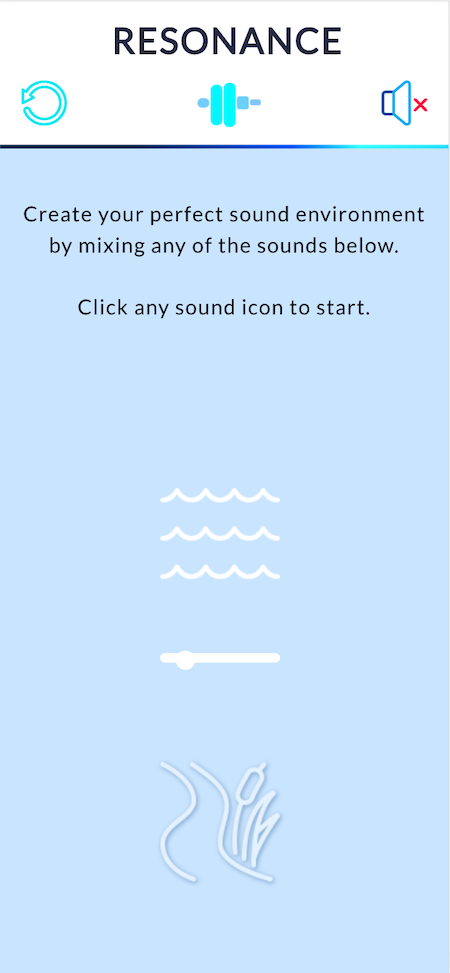 RESONANCE
Create your perfect sound environment
by mixing any of the sounds below.
Click any sound icon to start.